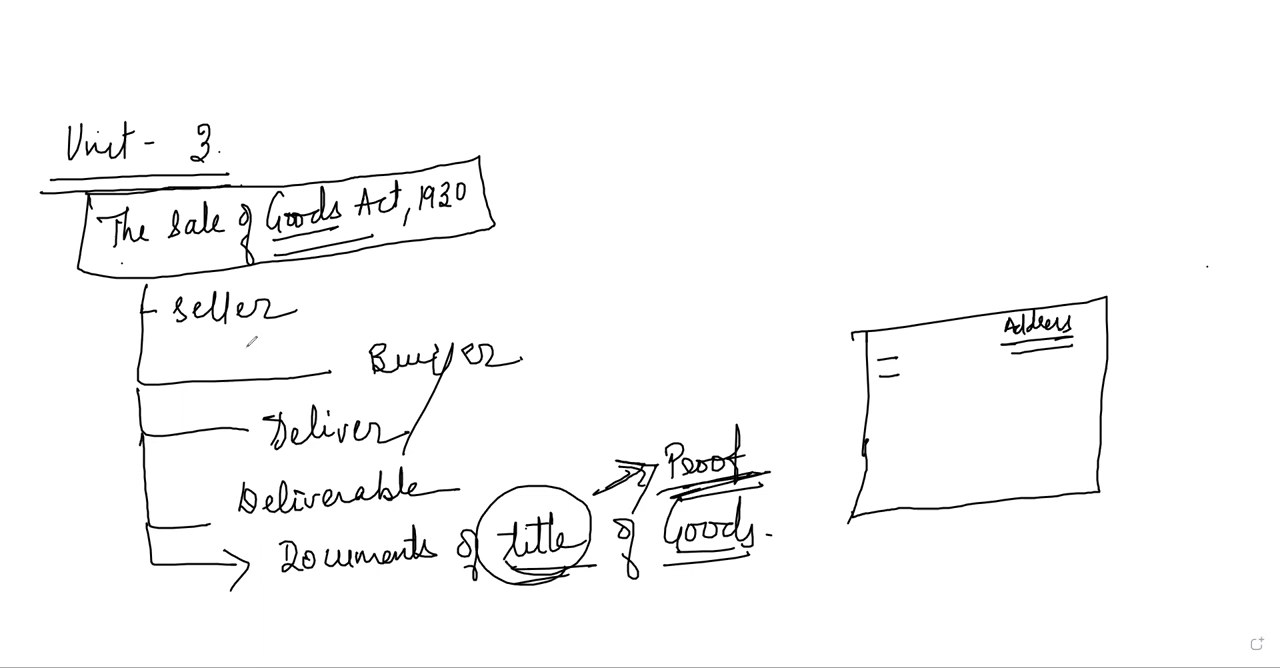 Unit - 3.
The Sale of Goods Act, 1930
Seller
Buyer
Deliver
Deliverable
Proof
Documents of title of Goods.
Address